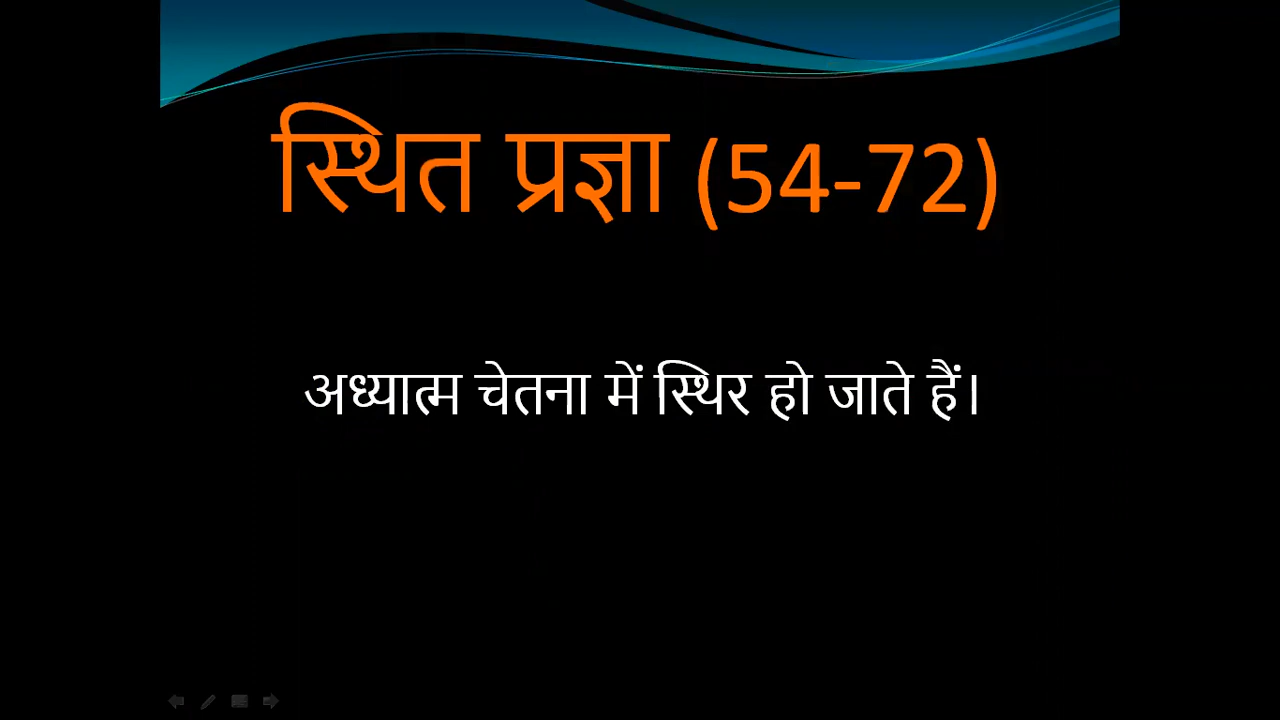 स्थित प्रज्ञा (54-72)
अध्यात्म चेतना में स्थिर हो जाते हैं।